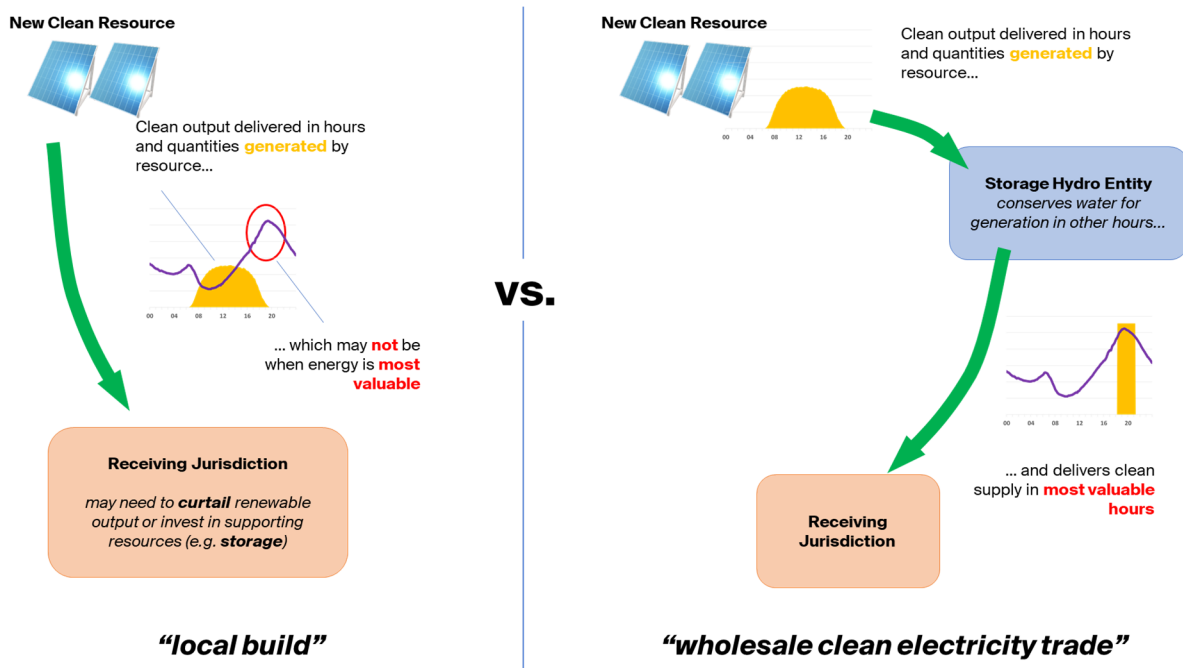 New Clean Resource
Clean output delivered in hours
and quantities generated by
resource...
00 04 08 12 16 20
... which may not be
when energy is most
valuable
Receiving Jurisdiction
may need to curtail renewable
output or invest in supporting
resources (e.g. storage)
“local build”
vs.
New Clean Resource
00 04 08 12 16 20
Clean output delivered in hours
and quantities generated by
resource...
Storage Hydro Entity
conserves water for
generation in other hours...
00 04 08 12 16 20
... and delivers clean
supply in most valuable
hours
Receiving
Jurisdiction
“wholesale clean electricity trade”